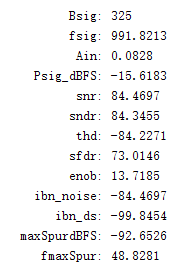 Bsig: 325
fsig: 991.8213
Ain: 0.0828
Psig_dBFS: -15.6183
snr: 84.4697
sndr: 84.3455
thd: -84.2271
sfdr: 73.0146
enob: 13.7185
ibn_noise: -84.4697
ibn_ds: -99.8454
maxSpurdBFS: -92.6526
fmaxSpur: 48.8281